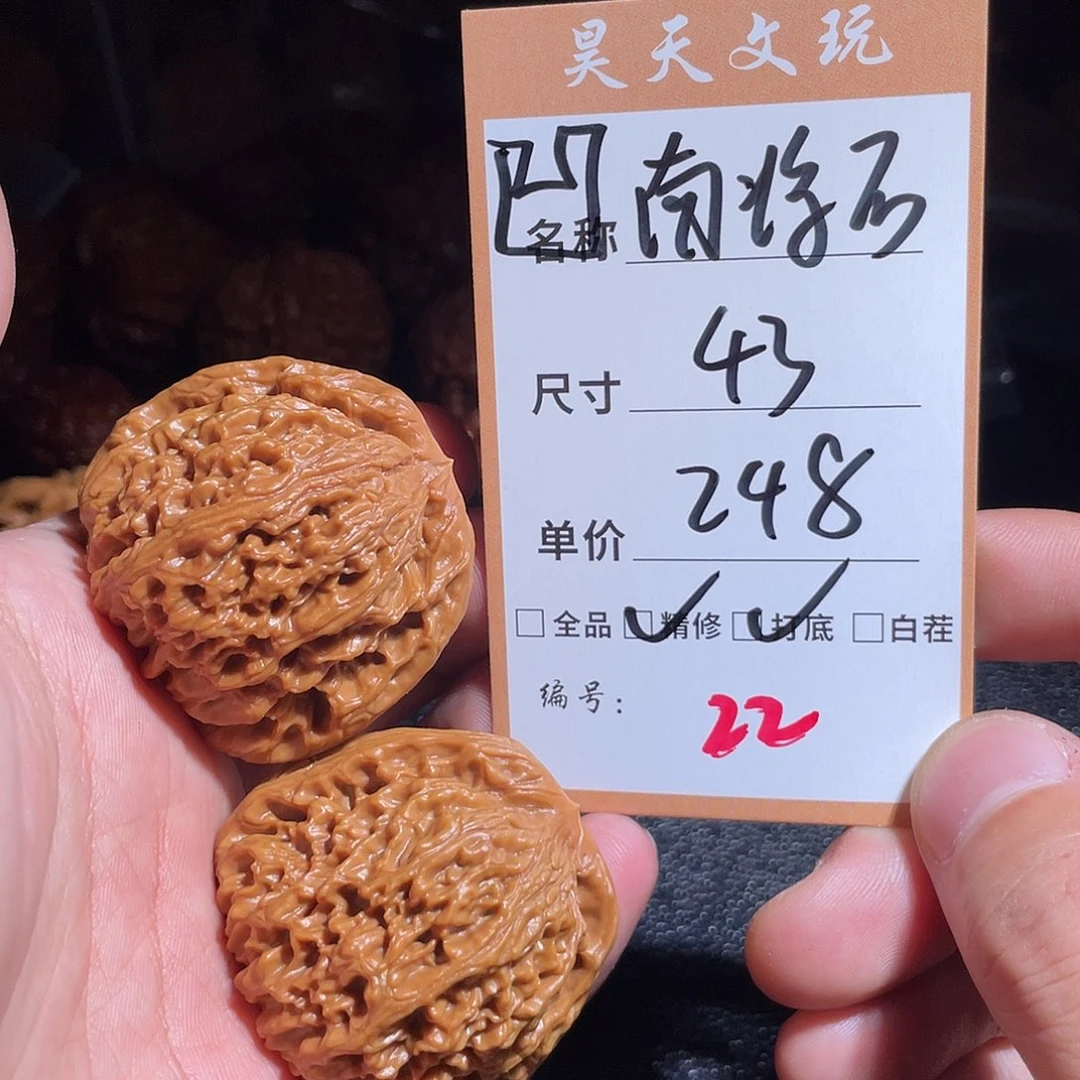 昊天文玩
名称 凹南将石
尺寸 43
单价 248
□ 全品 ☑ 精修 ☑ 打底 □ 白茬
编号: 22